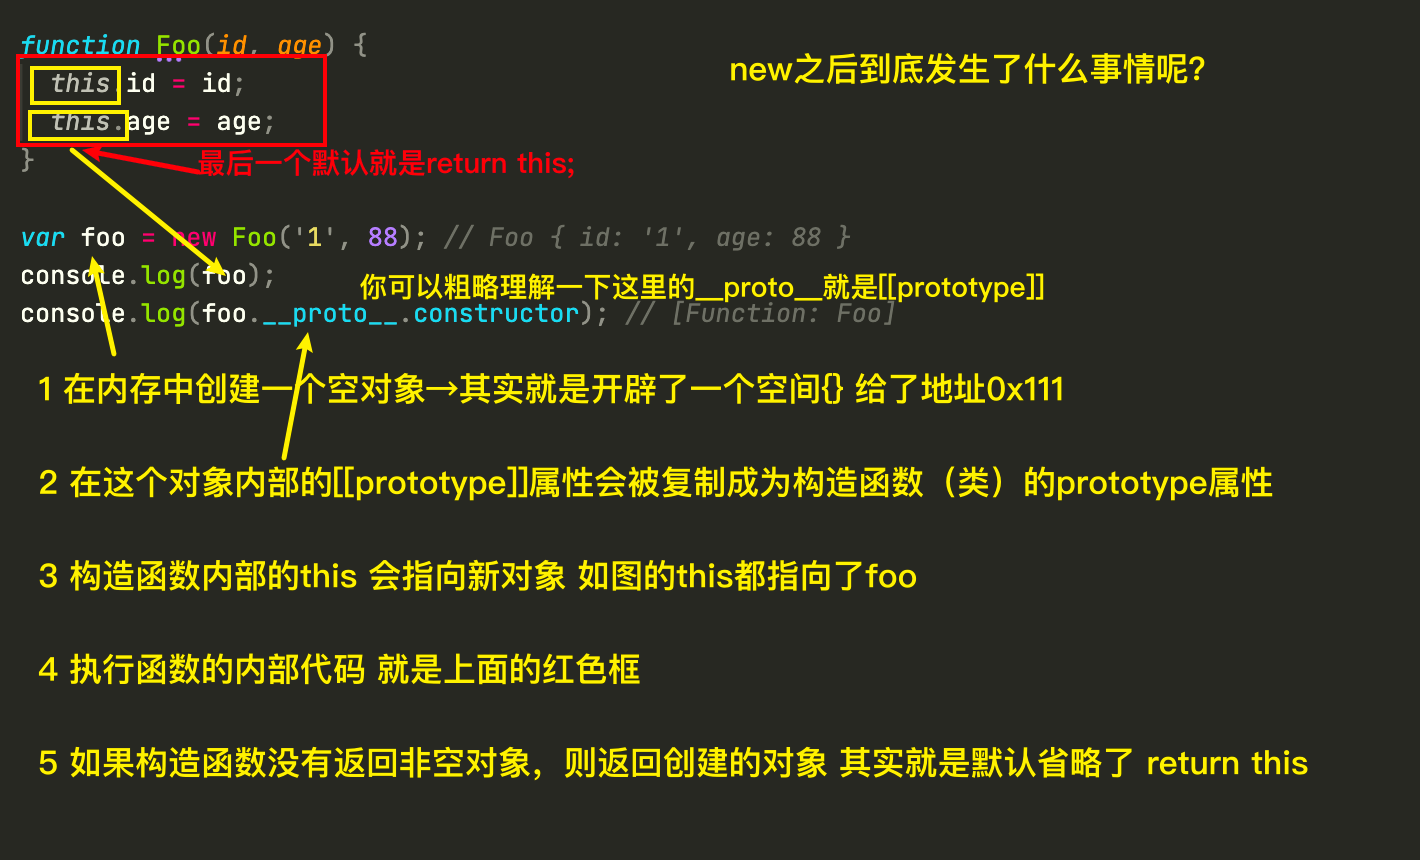 function Foo(id, age) {
new之后到底发生了什么事情呢?
this.id = id;
this.age = age;
}
最后一个默认就是return this;
var foo = new Foo('1', 88); // Foo { id: '1', age: 88 }
console.log(foo);
你可以粗略理解一下这里的__proto__就是[[prototype]]
console.log(foo.__proto__.constructor); // [Function: Foo]
1 在内存中创建一个空对象→其实就是开辟了一个空间{} 给了地址0x111
2 在这个对象内部的[[prototype]]属性会被复制成为构造函数（类）的prototype属性
3 构造函数内部的this 会指向新对象 如图的this都指向了foo
4 执行函数的内部代码 就是上面的红色框
5 如果构造函数没有返回非空对象，则返回创建的对象 其实就是默认省略了 return this